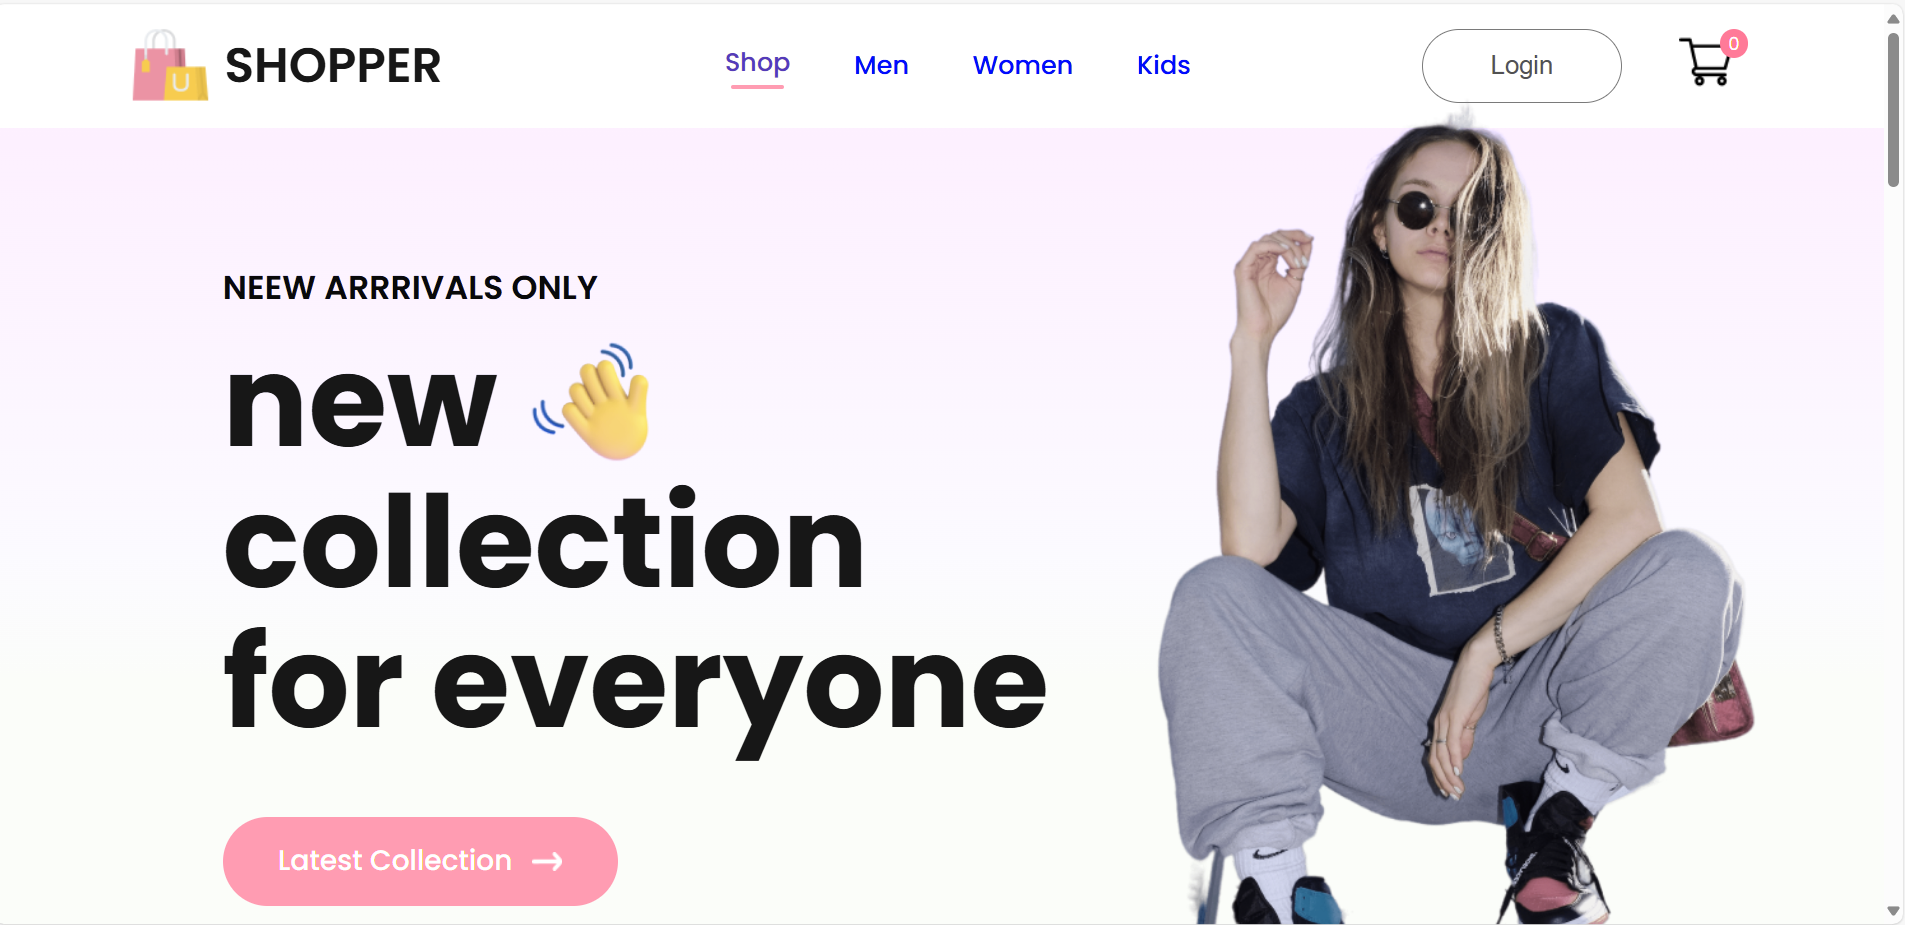 SHOPPER
Shop Men Women Kids
Login
0
NEEW ARRRIVALS ONLY
new
collection
for everyone
Latest Collection